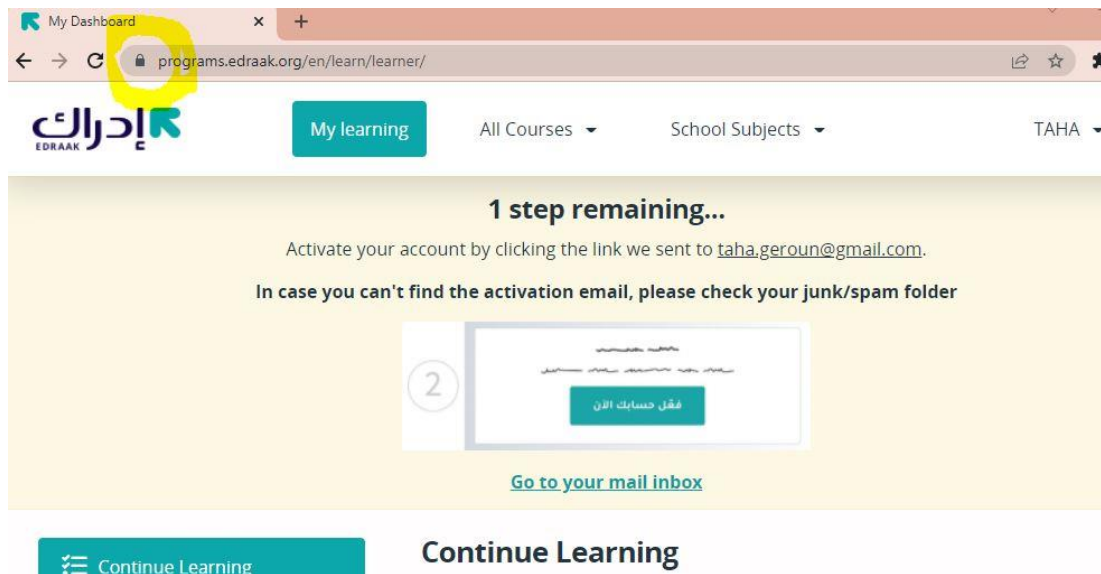 My Dashboard
programs.edraak.org/en/learn/learner/
إدراك
EDRAAK
My learning
All Courses
School Subjects
TAHA
1 step remaining...
Activate your account by clicking the link we sent to taha.geroun@gmail.com.
In case you can't find the activation email, please check your junk/spam folder
2
فعّل حسابك الآن
Go to your mail inbox
Continue Learning
Continue Learning